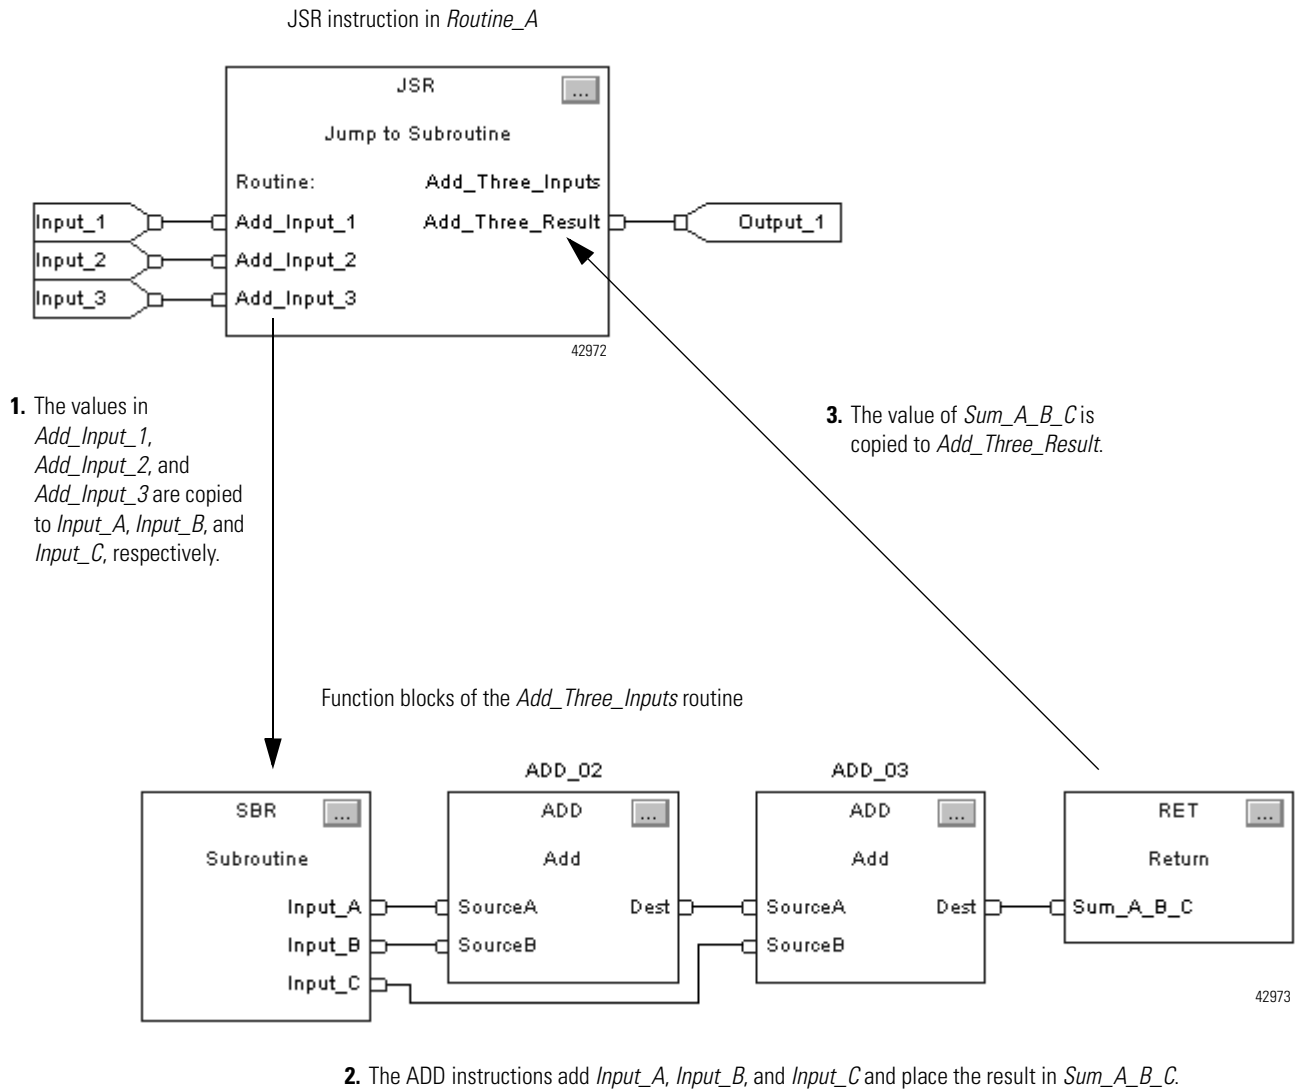 JSR instruction in Routine_A
JSR
...
Jump to Subroutine
Routine:
Add_Three_Inputs
Input_1
Add_Input_1
Add_Three_Result
Output_1
Input_2
Add_Input_2
Input_3
Add_Input_3
42972
1. The values in
Add_Input_1,
Add_Input_2, and
Add_Input_3 are copied
to Input_A, Input_B, and
Input_C, respectively.
3. The value of Sum_A_B_C is
copied to Add_Three_Result.
Function blocks of the Add_Three_Inputs routine
SBR
...
Subroutine
Input_A
Input_B
Input_C
ADD_02
ADD
...
Add
SourceA
Dest
SourceB
ADD_03
ADD
...
Add
SourceA
Dest
SourceB
RET
...
Return
Sum_A_B_C
42973
2. The ADD instructions add Input_A, Input_B, and Input_C and place the result in Sum_A_B_C.